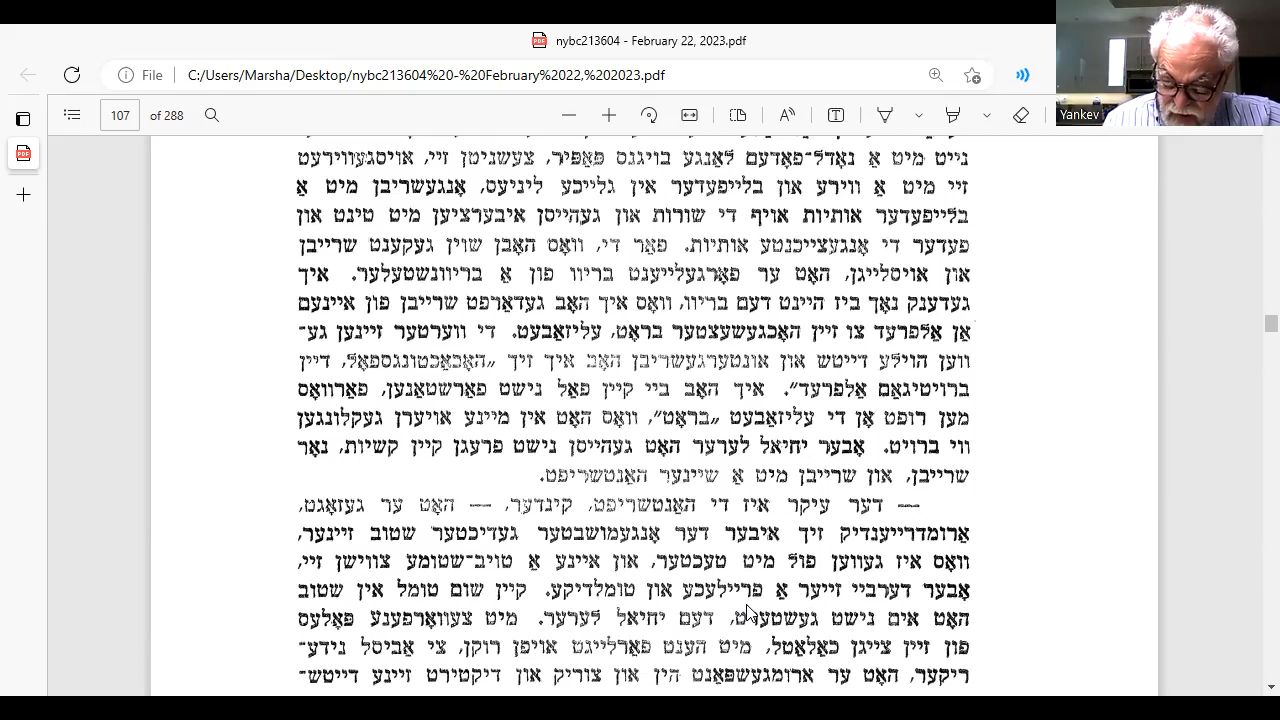 nybc213604 - February 22, 2023.pdf
File
C:/Users/Marsha/Desktop/nybc213604%20-%20February%2022,%202023.pdf
107 of 288
Yankev
נייט מיט אַ נאָדל־פאָדעם לאַנגע בויגנס פּאַפּיר, צעשניטן זיי, אויסגעווירעט
זיי מיט אַ ווירע און בלייפעדער אין גלייכע ליניעס, אָנגעשריבן מיט אַ
בלייפעדער אותיות אויף די שורות און געהייסן איבערציען מיט טינט און
פעדער די אָנגעצייכנטע אותיות. פאַר די, וואָס האָבן שוין געקענט שרייבן
און אויסלייגן, האָט ער פאָרגעלייענט בריוו פון אַ בריוונשטעלער. איך
געדענק נאָך ביז היינט דעם בריוו, וואָס איך האָב געדאַרפט שרייבן פון איינעם
אַן אַלפרעד צו זיין האָכגעשעצטער בראַט, עליזאַבעט. די ווערטער זיינען גע־
ווען הוילע דייטש און אונטערגעשריבן האָב איך זיך „האָכאַכטונגספאָל, דיין
ברויטיגאַם אַלפרעד”. איך האָב ביי קיין פאַל נישט פאַרשטאַנען, פאַרוואָס
מען רופט אָן די עליזאַבעט „בראַט”, וואָס האָט אין מיינע אויערן געקלונגען
ווי ברויט. אָבער יחיאל לערער האָט געהייסן נישט פרעגן קיין קשיות, נאָר
שרייבן, און שרייבן מיט אַ שיינער האַנטשריפט.
— דער עיקר איז די האַנטשריפט, קינדער, — האָט ער געזאָגט,
אַרומדרייענדיק זיך איבער דער אָנגעמושבטער געדיכטער שטוב זיינער,
וואָס איז געווען פול מיט טעכטער, און איינע אַ טויב־שטומע צווישן זיי,
אָבער דערביי זייער אַ פריילעכע און טומלדיקע. קיין שום טומל אין שטוב
האָט אים נישט געשטערט, דעם יחיאל לערער. מיט צעוואָרפענע פּאָלעס
פון זיין צייגן כאַלאַטל, מיט הענט פאַרלייגט אויפן רוקן, צי אַביסל נידע־
ריקער, האָט ער ארומגעשפּאַנט הין און צוריק און דיקטירט זיינע דייטש־